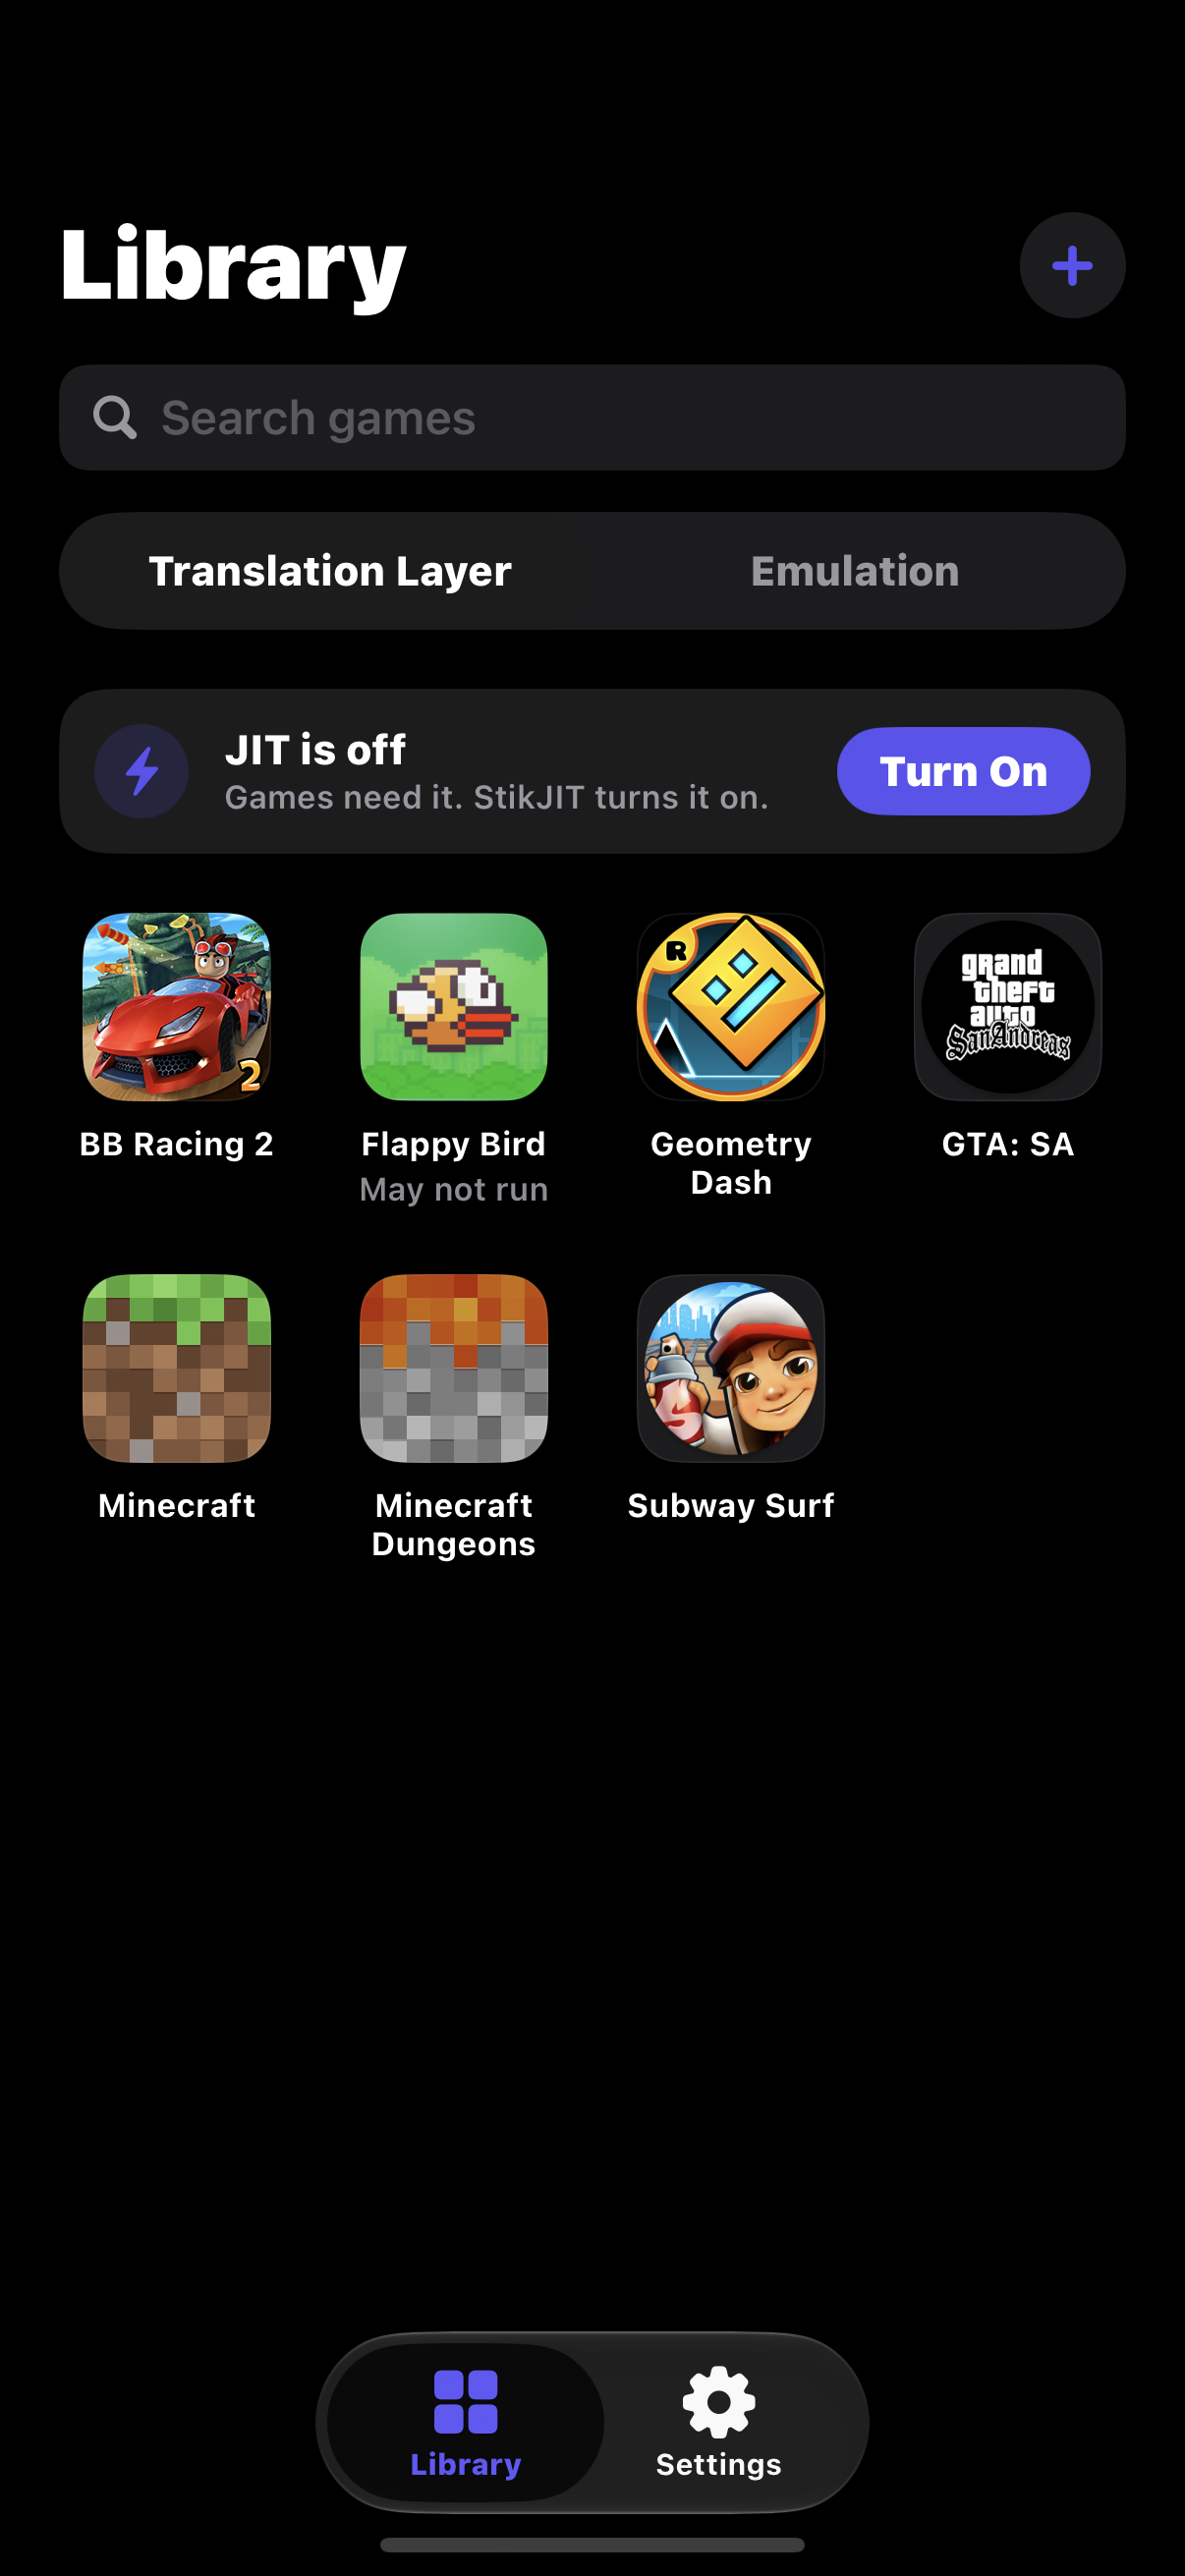 Library
Search games
Translation Layer
Emulation
JIT is off
Games need it. StikJIT turns it on.
Turn On
R
2
grand
theft
auto
San Andreas
BB Racing 2
Flappy Bird
May not run
Geometry
Dash
GTA: SA
Minecraft
Minecraft
Dungeons
Subway Surf
Library
Settings